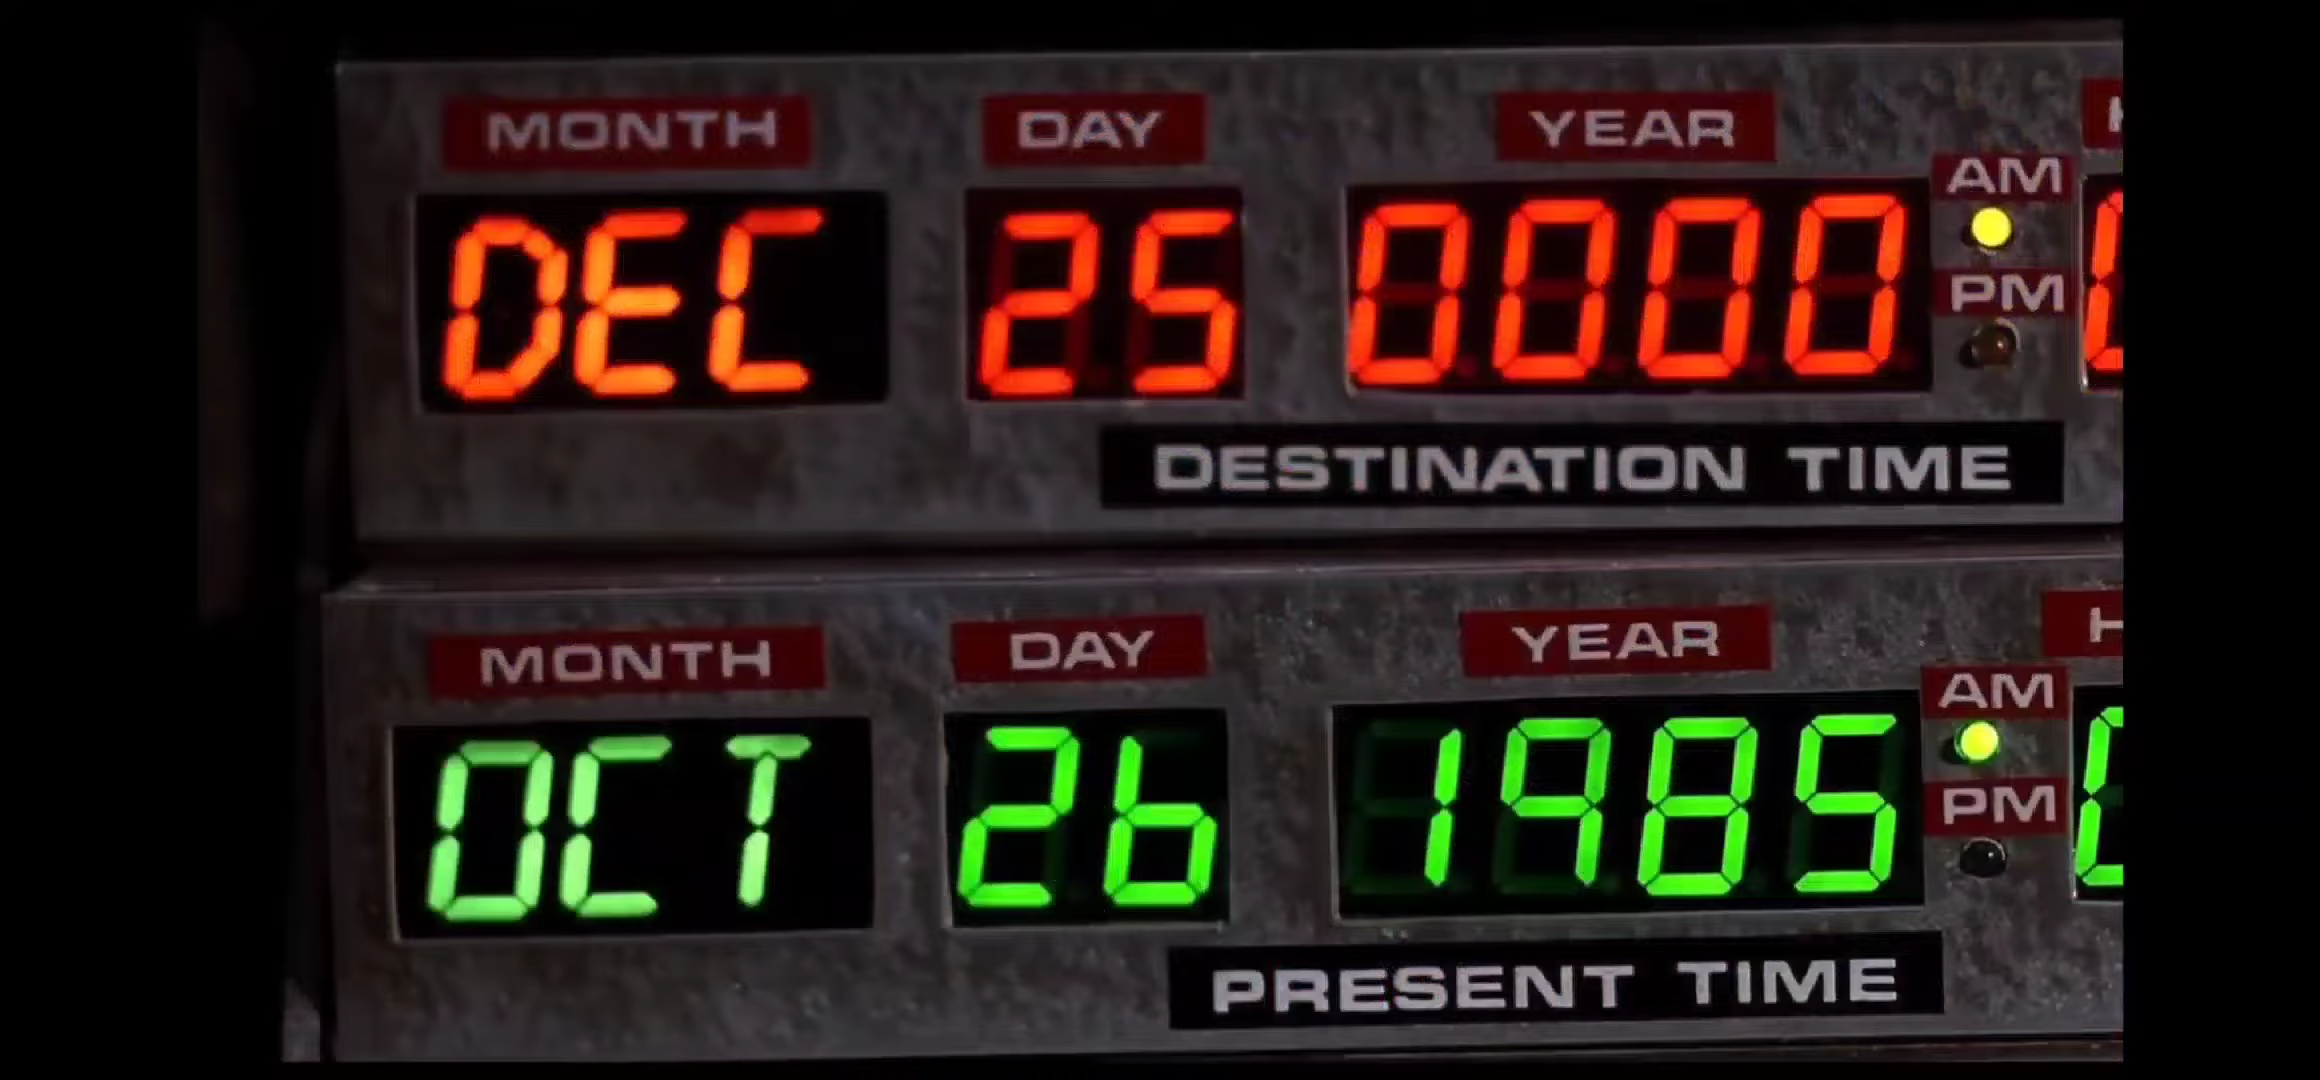 MONTH DAY YEAR
AM
DEC 25 0000
PM
DESTINATION TIME
MONTH DAY YEAR H
AM
OCT 26 1985
PM
PRESENT TIME